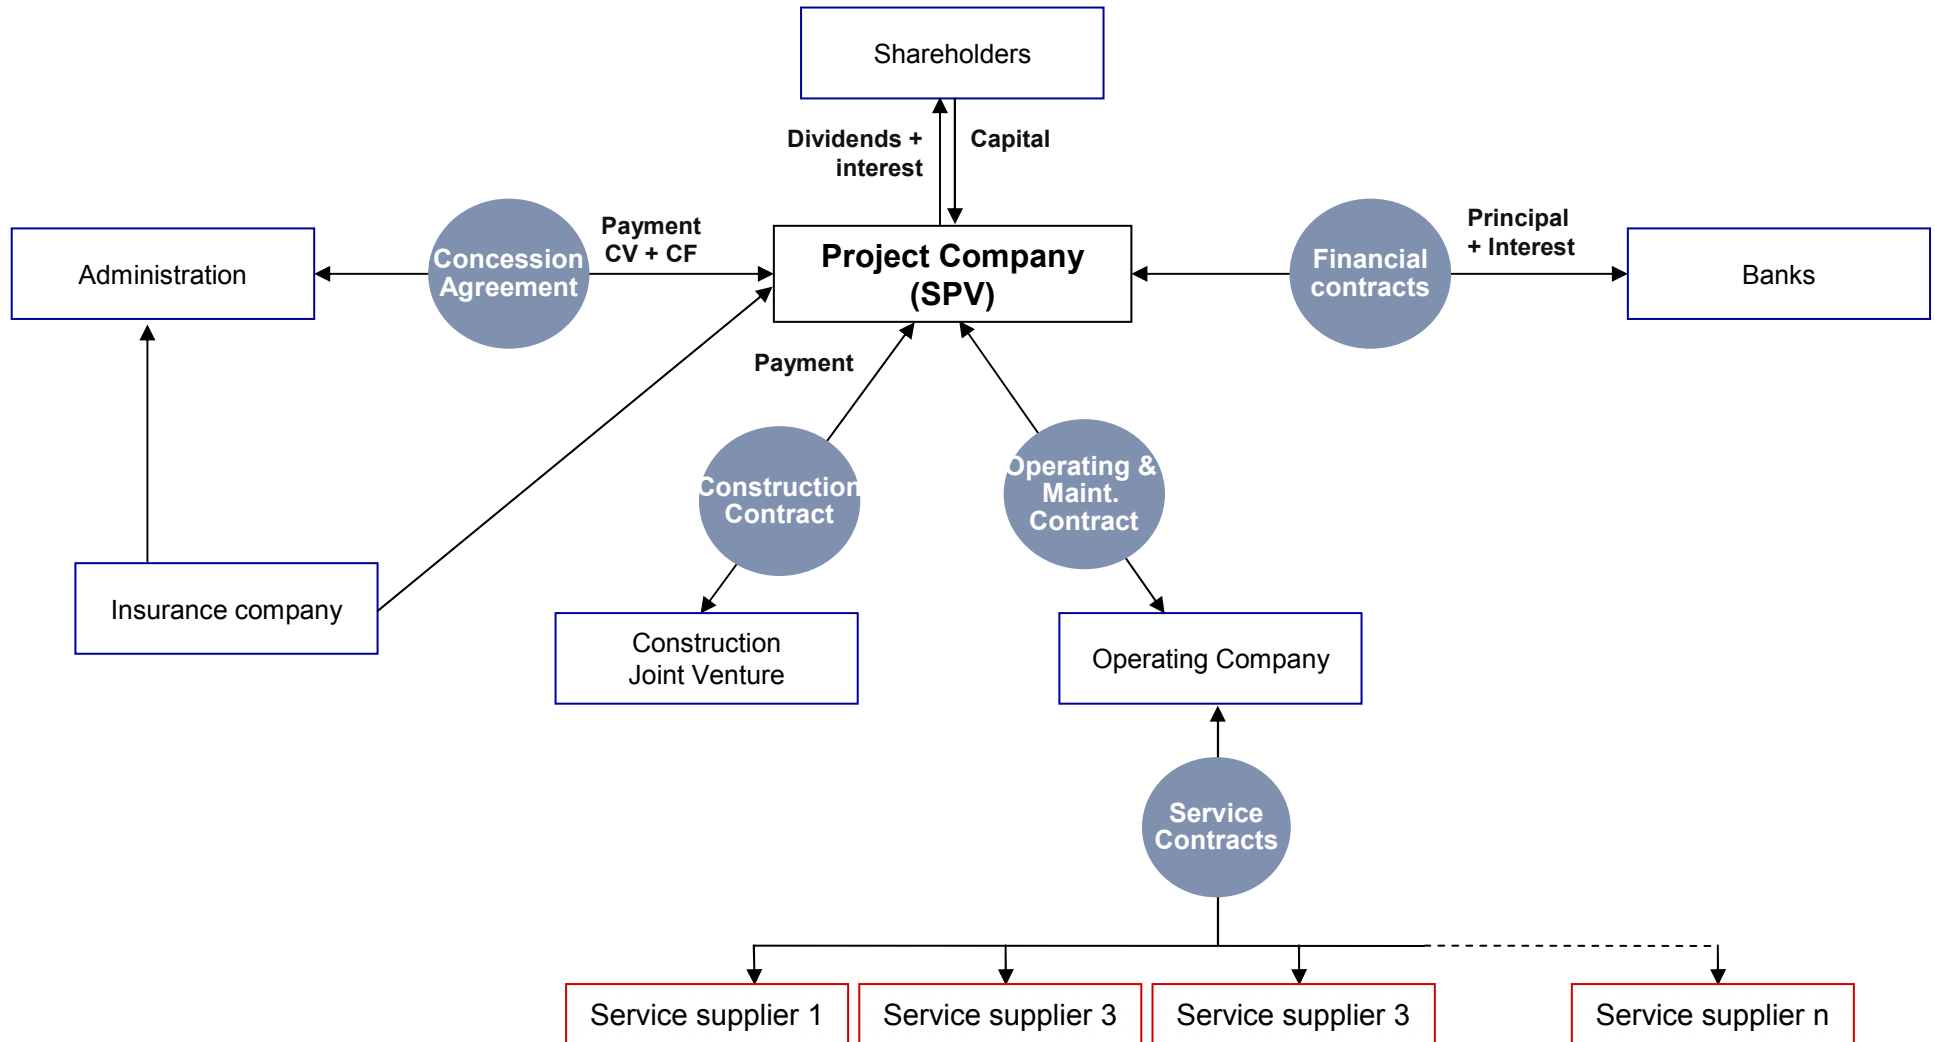 Shareholders
Dividends +
interest
Capital
Administration
Concession
Agreement
Payment
CV + CF
Project Company
(SPV)
Financial
contracts
Principal
+ Interest
Banks
Payment
Construction
Contract
Operating &
Maint.
Contract
Insurance company
Construction
Joint Venture
Operating Company
Service
Contracts
Service supplier 1
Service supplier 3
Service supplier 3
Service supplier n